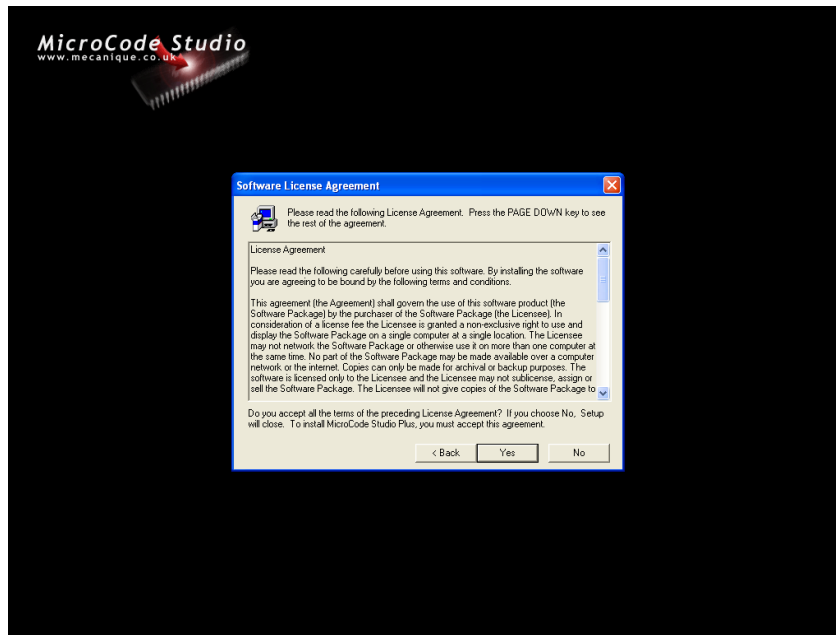 MicroCode Studio
www.mecanique.co.uk
Software License Agreement
Please read the following License Agreement. Press the PAGE DOWN key to see
the rest of the agreement.
License Agreement
Please read the following carefully before using this software. By installing the software
you are agreeing to be bound by the following terms and conditions.
This agreement (the Agreement) shall govern the use of this software product (the
Software Package) by the purchaser of the Software Package (the Licensee). In
consideration of a license fee the Licensee is granted a non-exclusive right to use and
display the Software Package on a single computer at a single location. The Licensee
may not network the Software Package or otherwise use it on more than one computer at
the same time. No part of the Software Package may be made available over a computer
network or the internet. Copies can only be made for archival or backup purposes. The
software is licensed only to the Licensee and the Licensee may not sublicense, assign or
sell the Software Package. The Licensee will not give copies of the Software Package to
Do you accept all the terms of the preceding License Agreement? If you choose No, Setup
will close. To install MicroCode Studio Plus, you must accept this agreement.
< Back Yes No